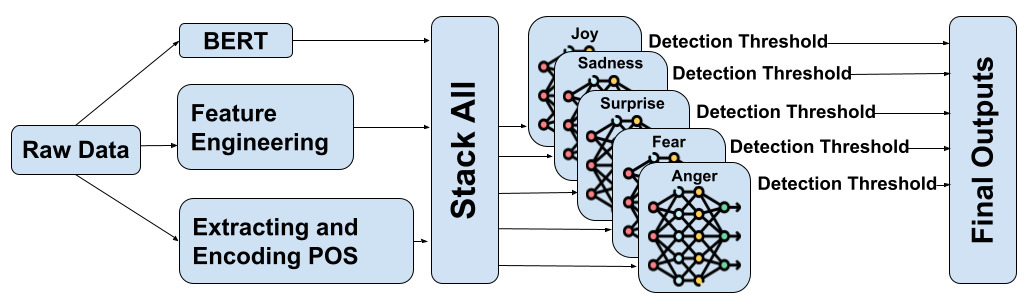 Raw Data
BERT
Feature
Engineering
Extracting and
Encoding POS
Stack All
Joy
Detection Threshold
Sadness
Detection Threshold
Surprise
Detection Threshold
Fear
Detection Threshold
Anger
Detection Threshold
Final Outputs